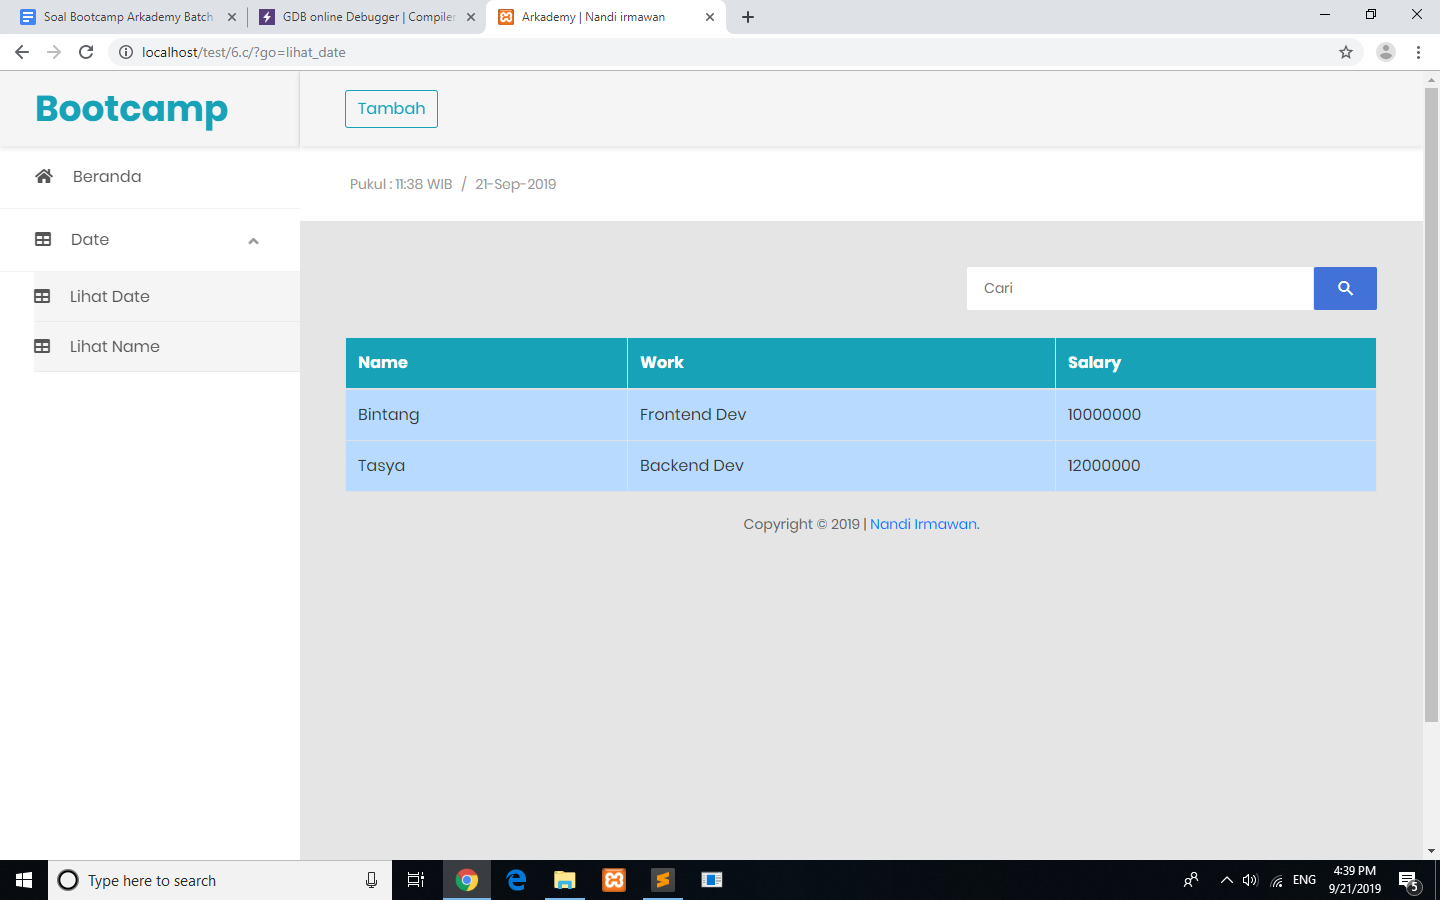 Soal Bootcamp Arkademy Batch
GDB online Debugger | Compiler
Arkademy | Nandi irmawan
localhost/test/6.c/?go=lihat_date
Bootcamp
Tambah
Beranda
Pukul : 11:38 WIB / 21-Sep-2019
Date
Lihat Date
Lihat Name
Cari
Name Work Salary
Bintang Frontend Dev 10000000
Tasya Backend Dev 12000000
Copyright © 2019 | Nandi Irmawan.
Type here to search
ENG
4:39 PM
9/21/2019
5